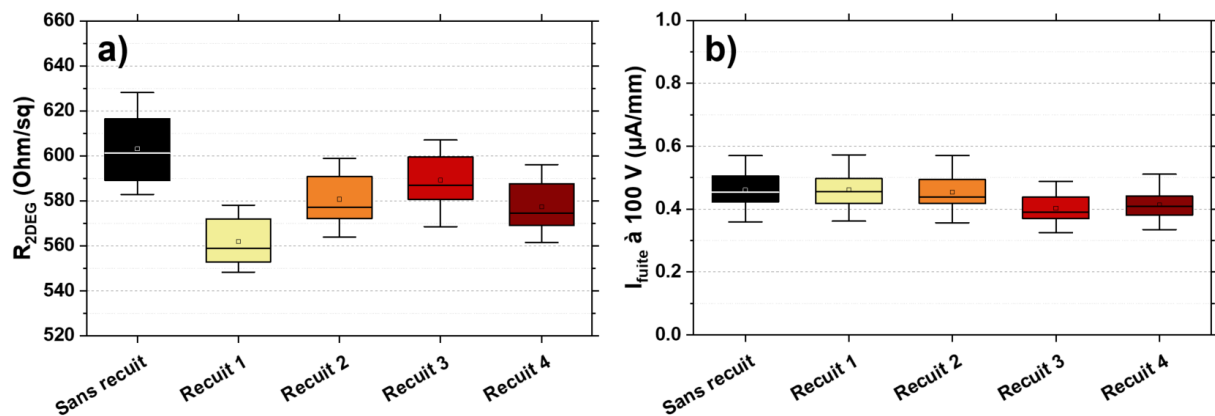 a)
R2DEG (Ohm/sq)
660
640
620
600
580
560
540
520
Sans recuit
Recuit 1
Recuit 2
Recuit 3
Recuit 4
b)
Ifuite à 100 V (µA/mm)
1.0
0.8
0.6
0.4
0.2
0.0
Sans recuit
Recuit 1
Recuit 2
Recuit 3
Recuit 4